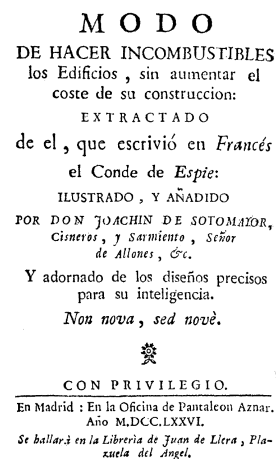 MODO
DE HACER INCOMBUSTIBLES
los Edificios, sin aumentar el
coste de su construccion:
EXTRACTADO
de el, que escrivió en Francés
el Conde de Espie:
ILUSTRADO, Y AÑADIDO
POR DON JOACHIN DE SOTOMAYOR,
Cisneros, y Sarmiento, Señor
de Allones, &c.
Y adornado de los diseños precisos
para su inteligencia.
Non nova, sed novè.
CON PRIVILEGIO.
En Madrid: En la Oficina de Pantaleon Aznar.
Año M.DCC.LXXVI.
Se hallará en la Librería de Juan de Llera, Pla-
zuela del Angel.